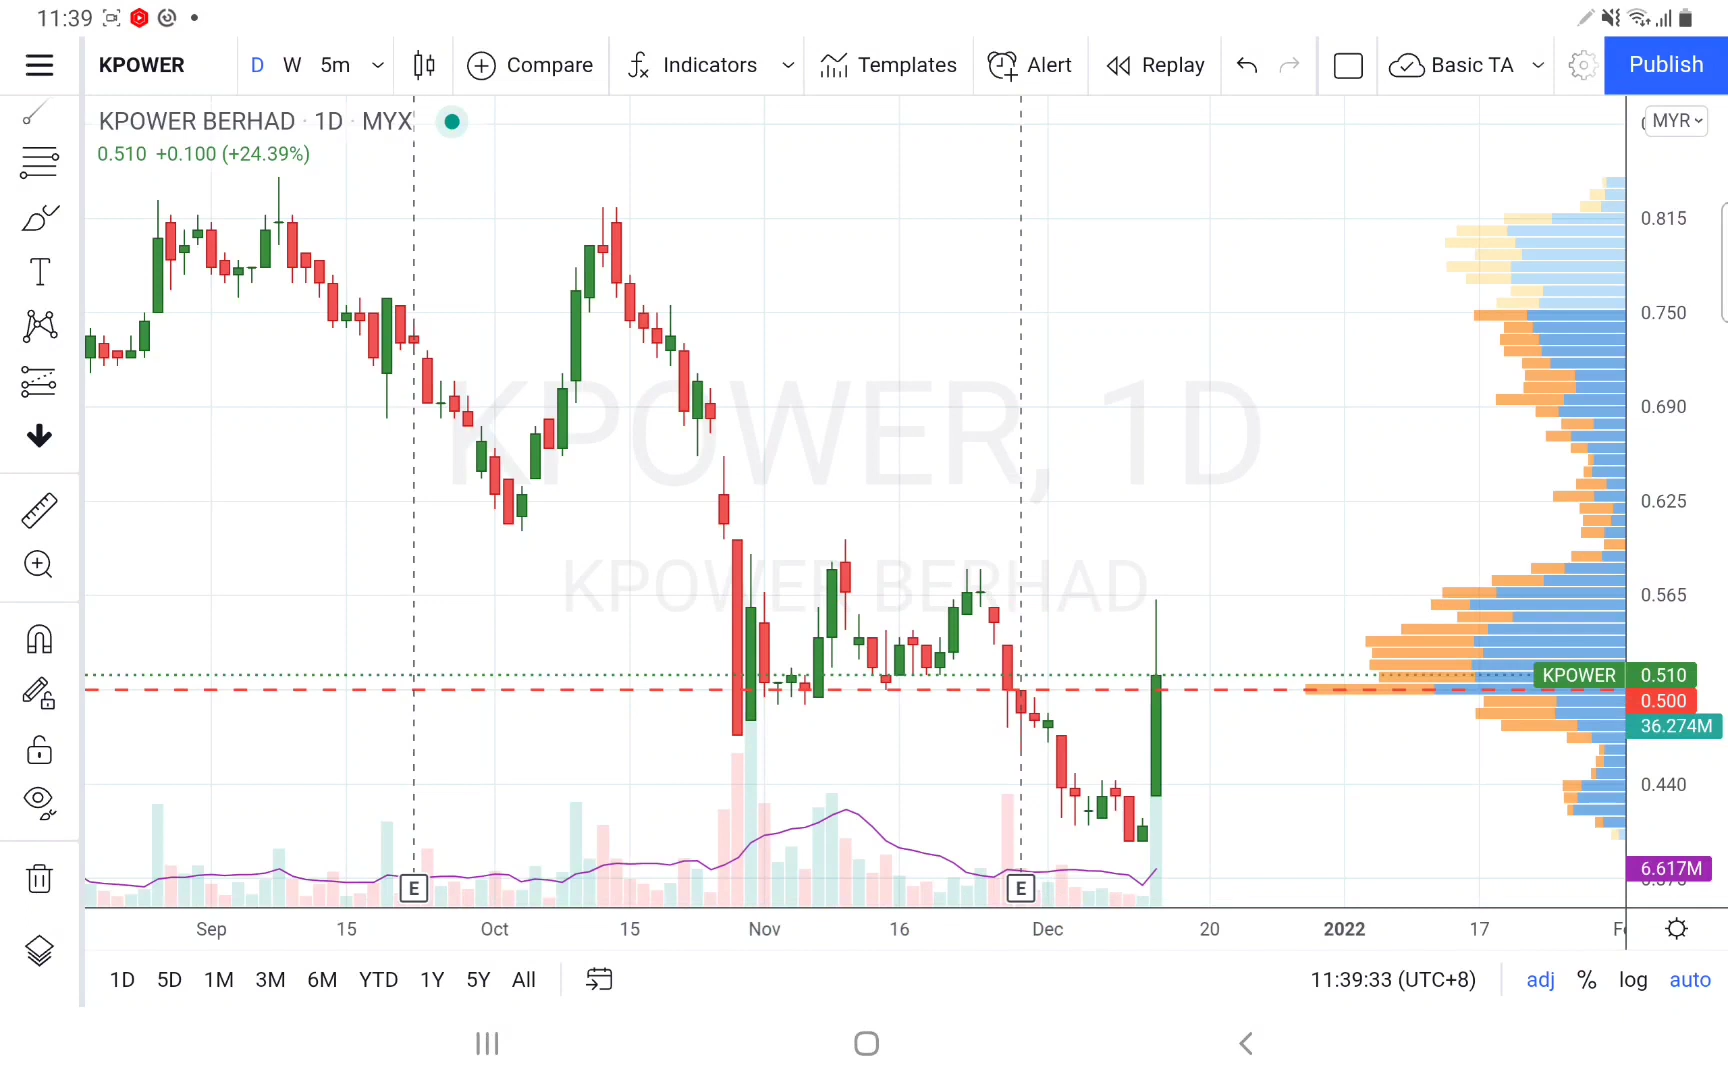 11:39
KPOWER D W 5m Compare Indicators Templates Alert Replay Basic TA Publish
KPOWER BERHAD · 1D · MYX
MYR
0.510 +0.100 (+24.39%)
0.815
0.750
KPOWER, 1D
0.690
0.625
KPOWER BERHAD
0.565
KPOWER 0.510
0.500
36.274M
0.440
6.617M
E E
Sep 15 Oct 15 Nov 16 Dec 20 2022 17
1D 5D 1M 3M 6M YTD 1Y 5Y All 11:39:33 (UTC+8) adj % log auto